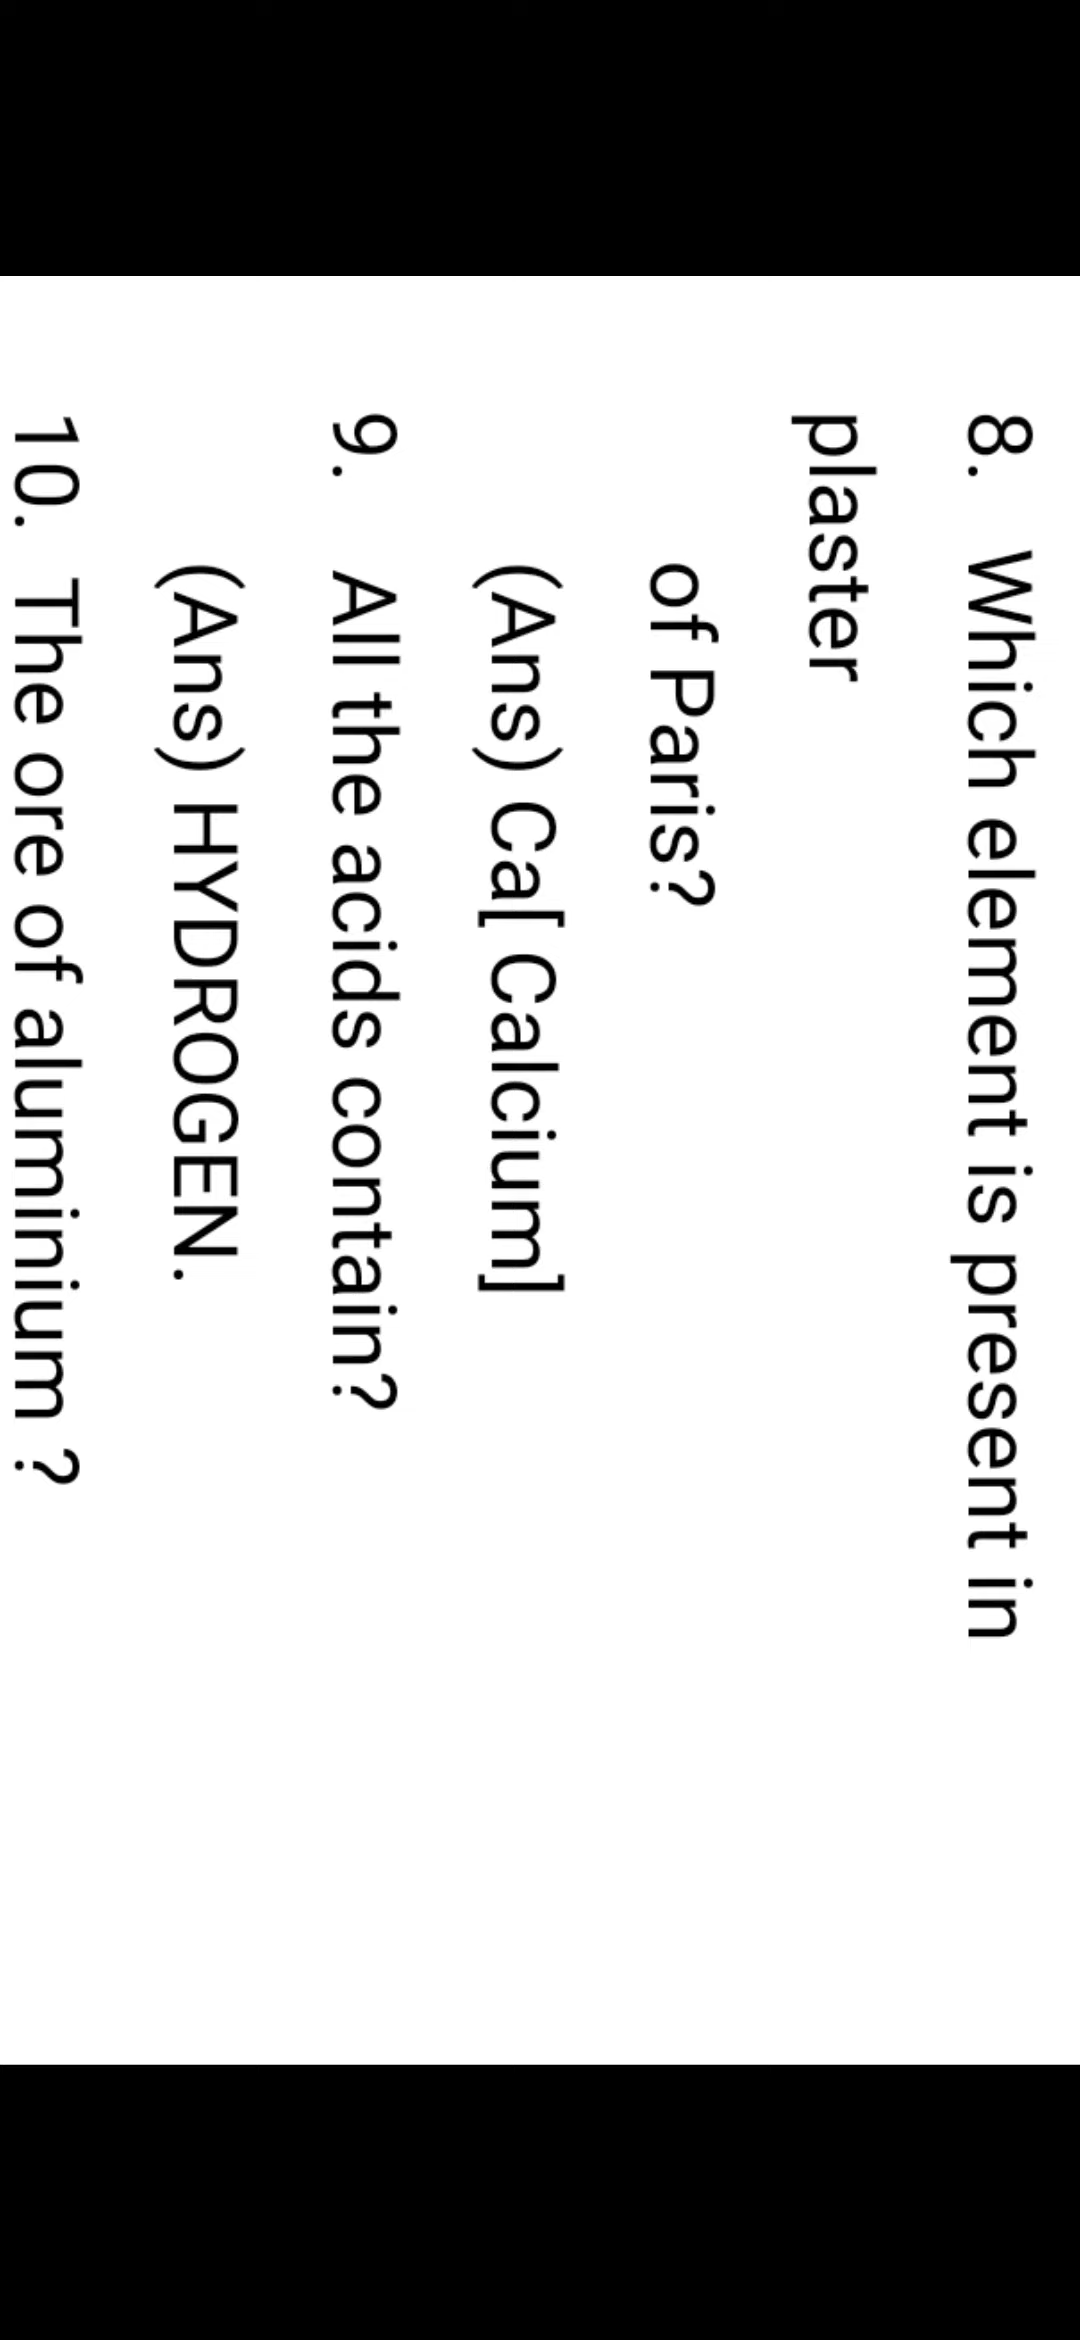 8. Which element is present in
plaster
of Paris?
(Ans) Ca[ Calcium]
9. All the acids contain?
(Ans) HYDROGEN.
10. The ore of aluminium ?